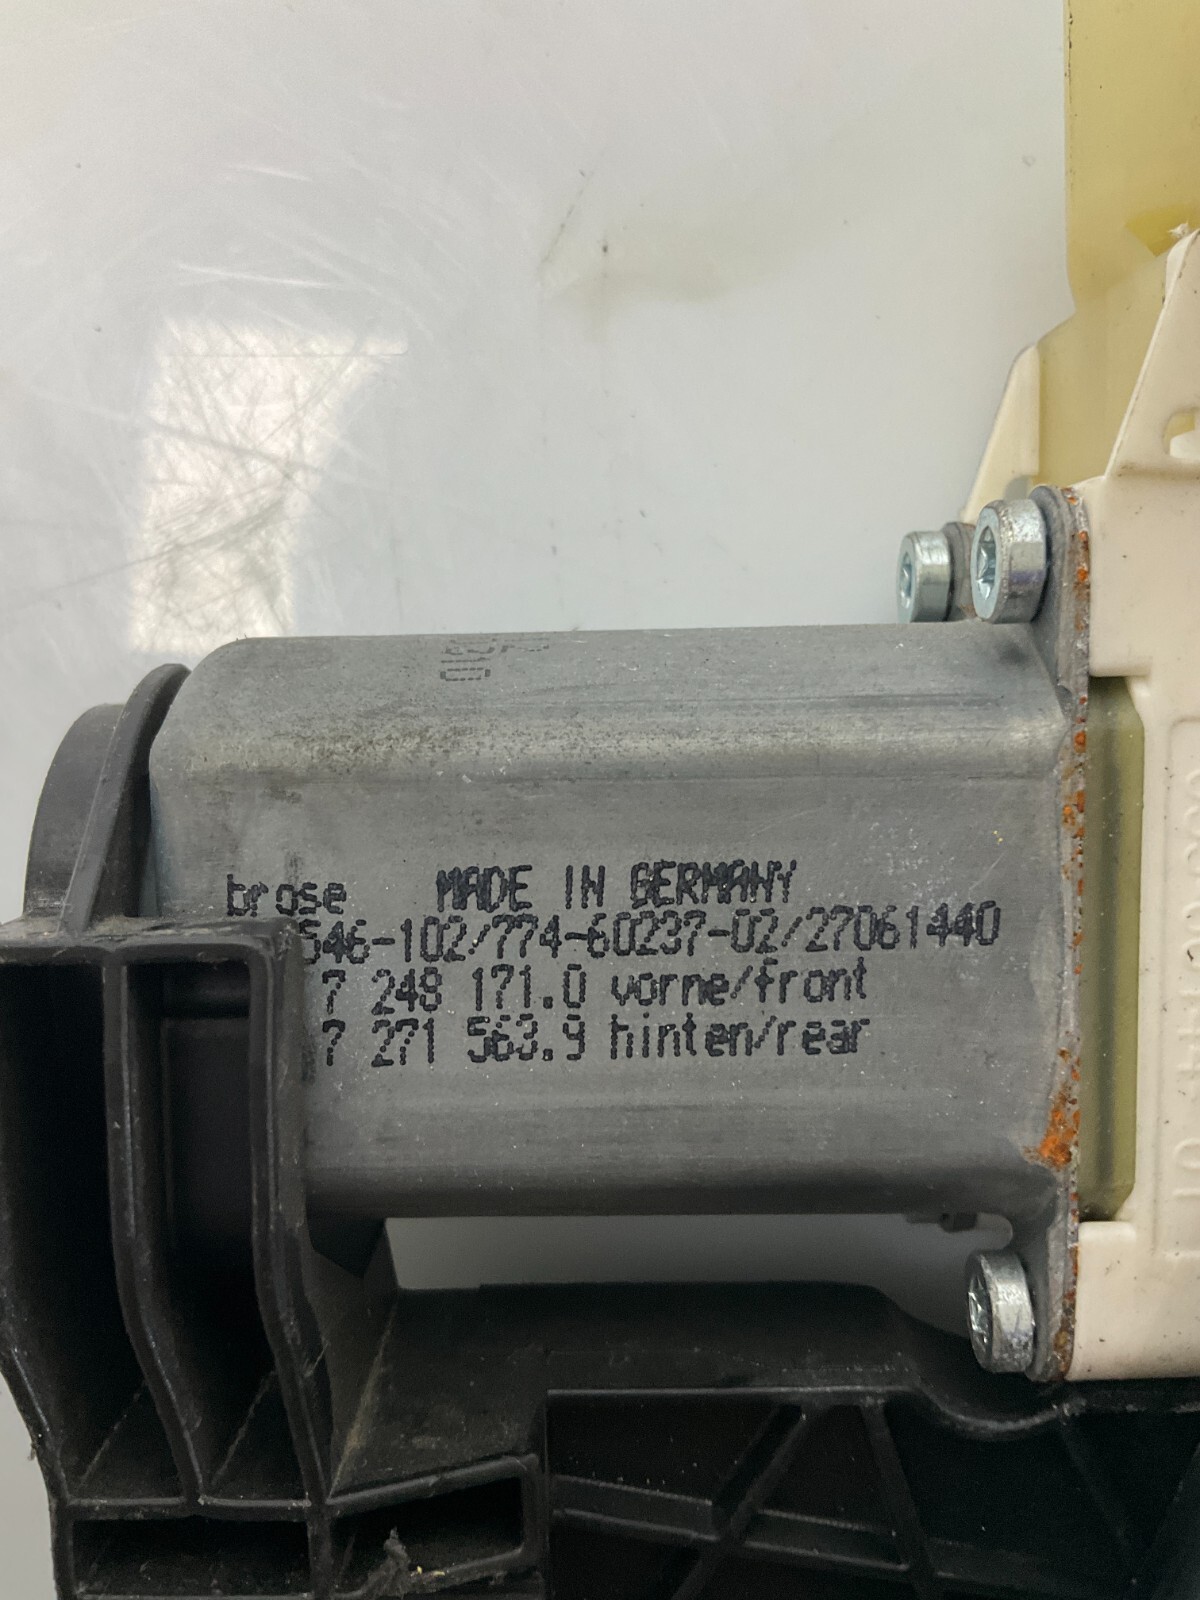 brose MADE IN GERMANY
546-102/774-60237-02/27061440
7 248 171.0 vorne/front
7 271 563.9 hinten/rear